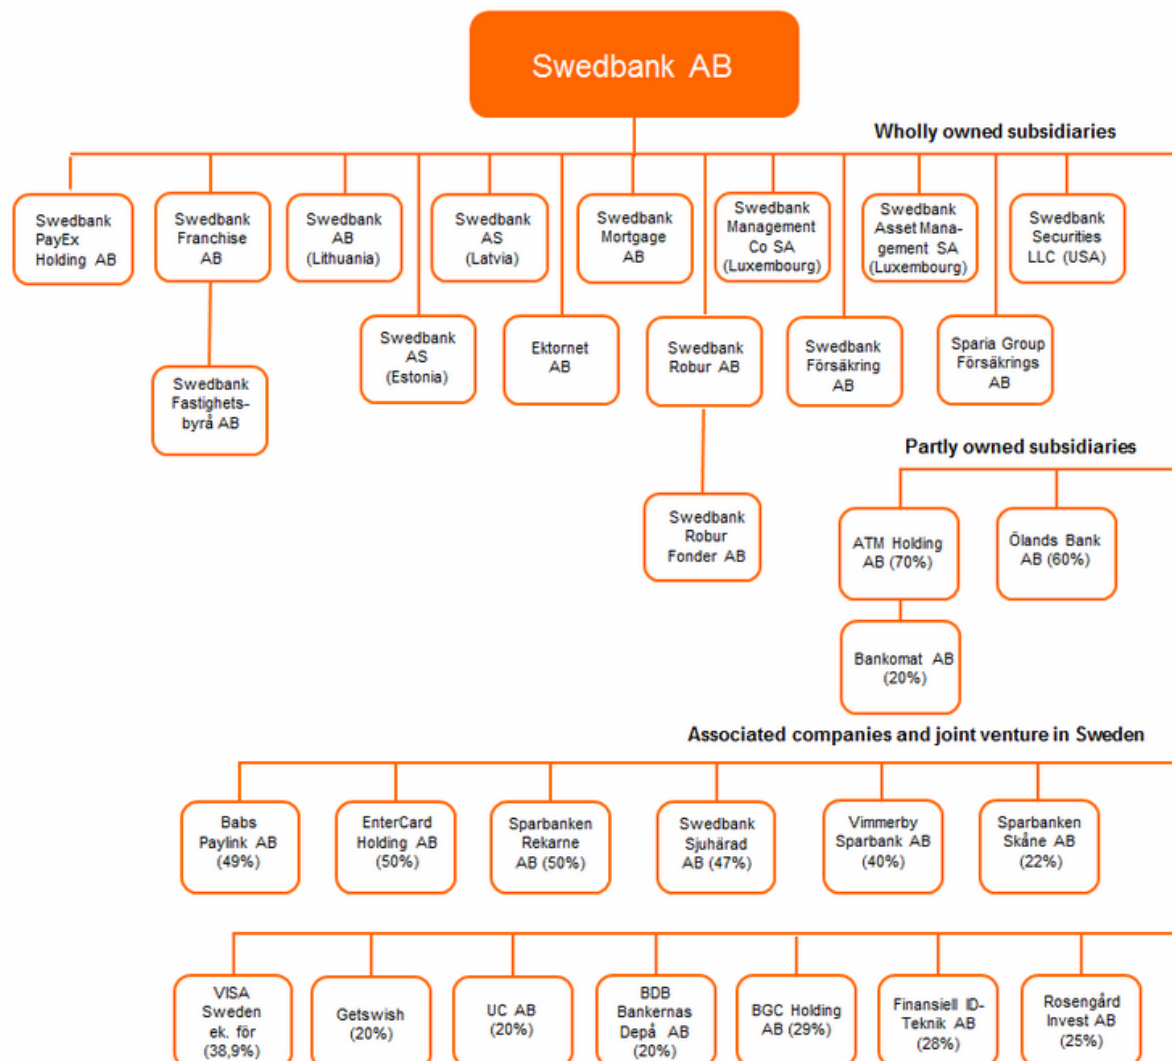 Swedbank AB
Wholly owned subsidiaries
Swedbank
PayEx
Holding AB
Swedbank
Franchise
AB
Swedbank
AB
(Lithuania)
Swedbank
AS
(Latvia)
Swedbank
Mortgage
AB
Swedbank
Management
Co SA
(Luxembourg)
Swedbank
Asset Mana-
gement SA
(Luxembourg)
Swedbank
Securities
LLC (USA)
Swedbank
Fastighets-
byrå AB
Swedbank
AS
(Estonia)
Ektornet
AB
Swedbank
Robur AB
Swedbank
Försäkring
AB
Sparia Group
Försäkrings
AB
Swedbank
Robur
Fonder AB
Partly owned subsidiaries
ATM Holding
AB (70%)
Ölands Bank
AB (60%)
Bankomat AB
(20%)
Associated companies and joint venture in Sweden
Babs
Paylink AB
(49%)
EnterCard
Holding AB
(50%)
Sparbanken
Rekarne
AB (50%)
Swedbank
Sjuhärad
AB (47%)
Vimmerby
Sparbank AB
(40%)
Sparbanken
Skåne AB
(22%)
VISA
Sweden
ek. för
(38,9%)
Getswish
(20%)
UC AB
(20%)
BDB
Bankernas
Depå AB
(20%)
BGC Holding
AB (29%)
Finansiell ID-
Teknik AB
(28%)
Rosengård
Invest AB
(25%)